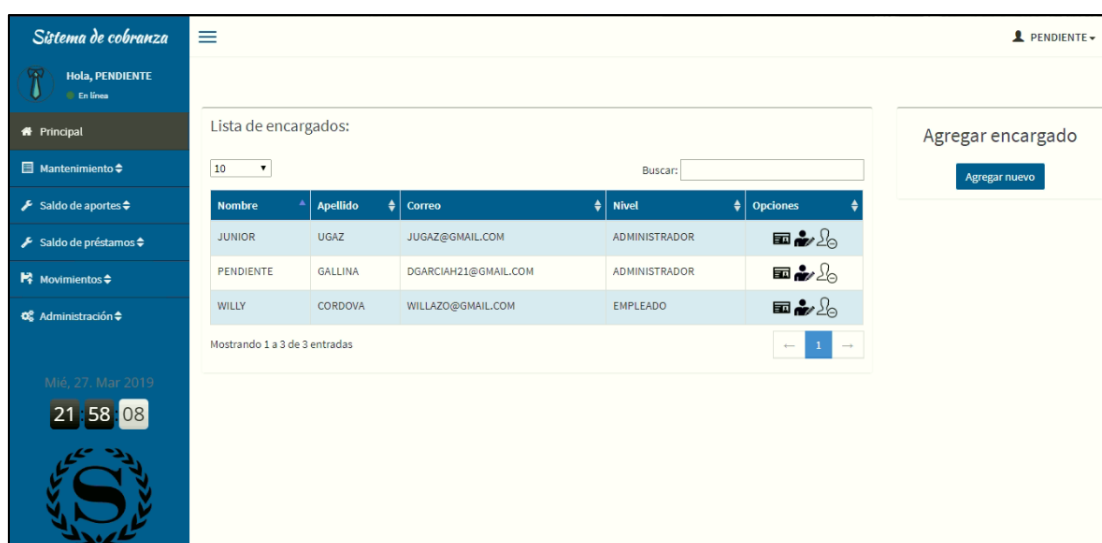 Sistema de cobranza
PENDIENTE
Hola, PENDIENTE
En línea
Principal
Mantenimiento
Saldo de aportes
Saldo de préstamos
Movimientos
Administración
Mié, 27. Mar 2019
21:58:08
S
Lista de encargados:
10
Buscar:
Nombre Apellido Correo Nivel Opciones
JUNIOR UGAZ JUGAZ@GMAIL.COM ADMINISTRADOR
PENDIENTE GALLINA DGARCIAH21@GMAIL.COM ADMINISTRADOR
WILLY CORDOVA WILLAZO@GMAIL.COM EMPLEADO
Mostrando 1 a 3 de 3 entradas
← 1 →
Agregar encargado
Agregar nuevo